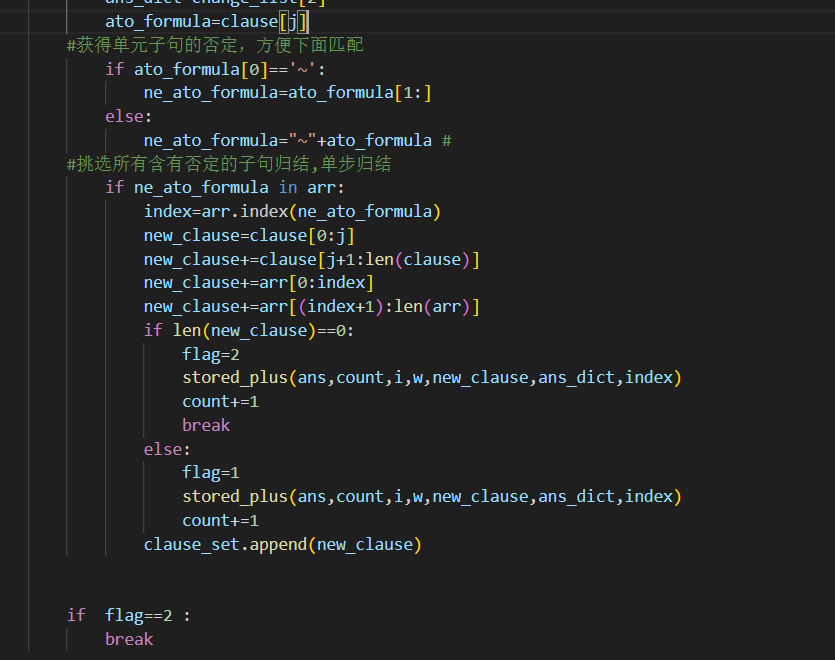 ans_dict=change_list[2]
ato_formula=clause[j]
#获得单元子句的否定，方便下面匹配
if ato_formula[0]=='~':
ne_ato_formula=ato_formula[1:]
else:
ne_ato_formula="~"+ato_formula #
#挑选所有含有否定的子句归结,单步归结
if ne_ato_formula in arr:
index=arr.index(ne_ato_formula)
new_clause=clause[0:j]
new_clause+=clause[j+1:len(clause)]
new_clause+=arr[0:index]
new_clause+=arr[(index+1):len(arr)]
if len(new_clause)==0:
flag=2
stored_plus(ans,count,i,w,new_clause,ans_dict,index)
count+=1
break
else:
flag=1
stored_plus(ans,count,i,w,new_clause,ans_dict,index)
count+=1
clause_set.append(new_clause)
if  flag==2 :
break